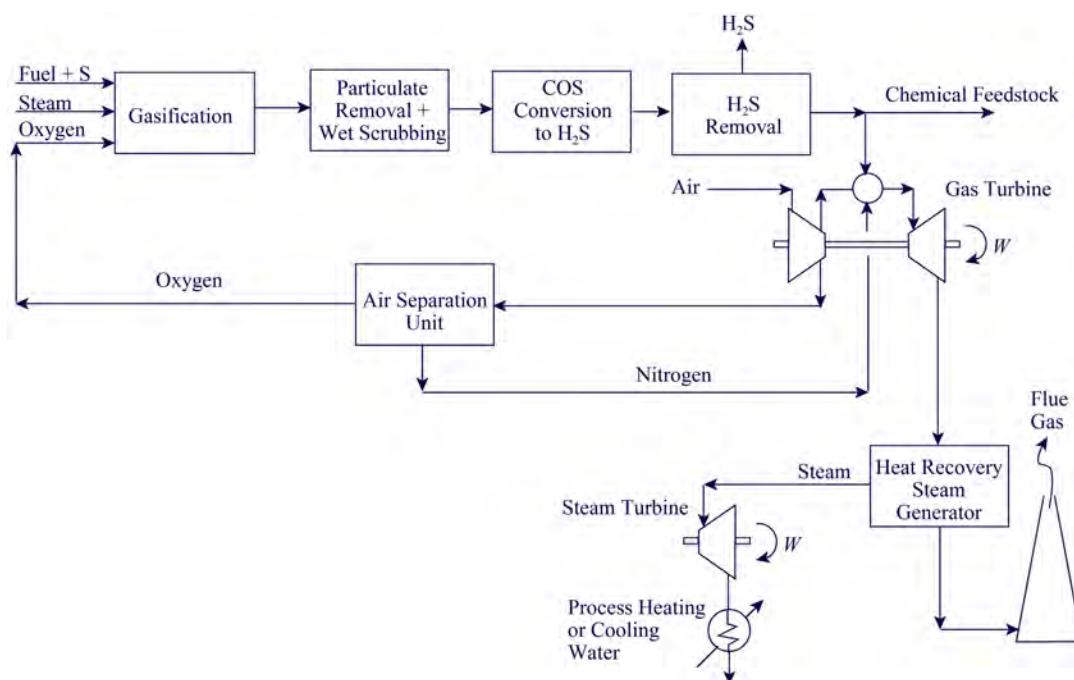 H₂S
Fuel + S
Steam
Oxygen
Gasification
Particulate
Removal +
Wet Scrubbing
COS
Conversion
to H₂S
H₂S
Removal
Chemical Feedstock
Air
Gas Turbine
W
Oxygen
Air Separation
Unit
Nitrogen
Flue
Gas
Steam
Heat Recovery
Steam
Generator
Steam Turbine
W
Process Heating
or Cooling
Water